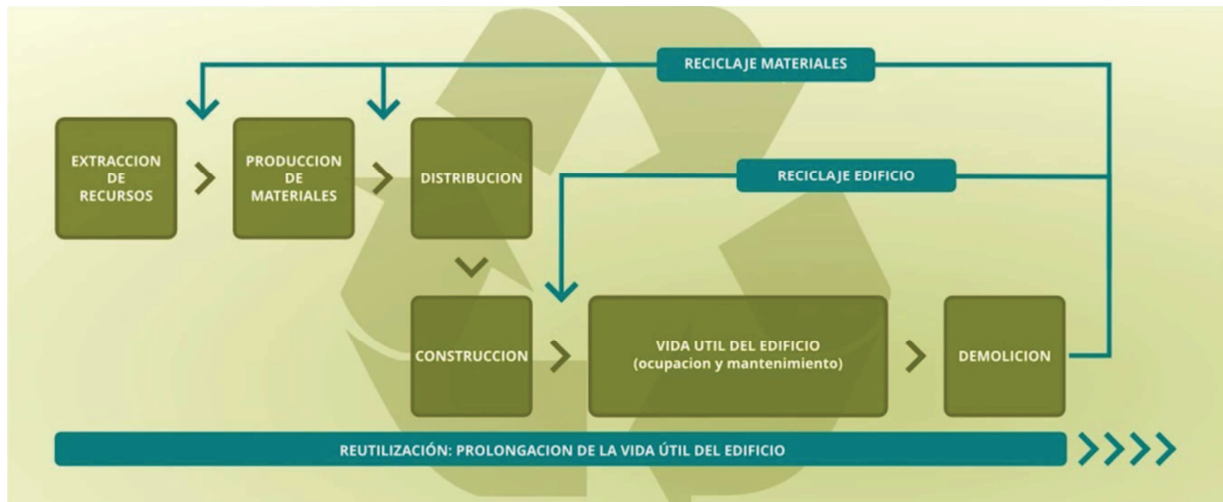 RECICLAJE MATERIALES
EXTRACCION
DE
RECURSOS
PRODUCCION
DE
MATERIALES
DISTRIBUCION
RECICLAJE EDIFICIO
CONSTRUCCION
VIDA UTIL DEL EDIFICIO
(ocupacion y mantenimiento)
DEMOLICION
REUTILIZACIÓN: PROLONGACION DE LA VIDA ÚTIL DEL EDIFICIO